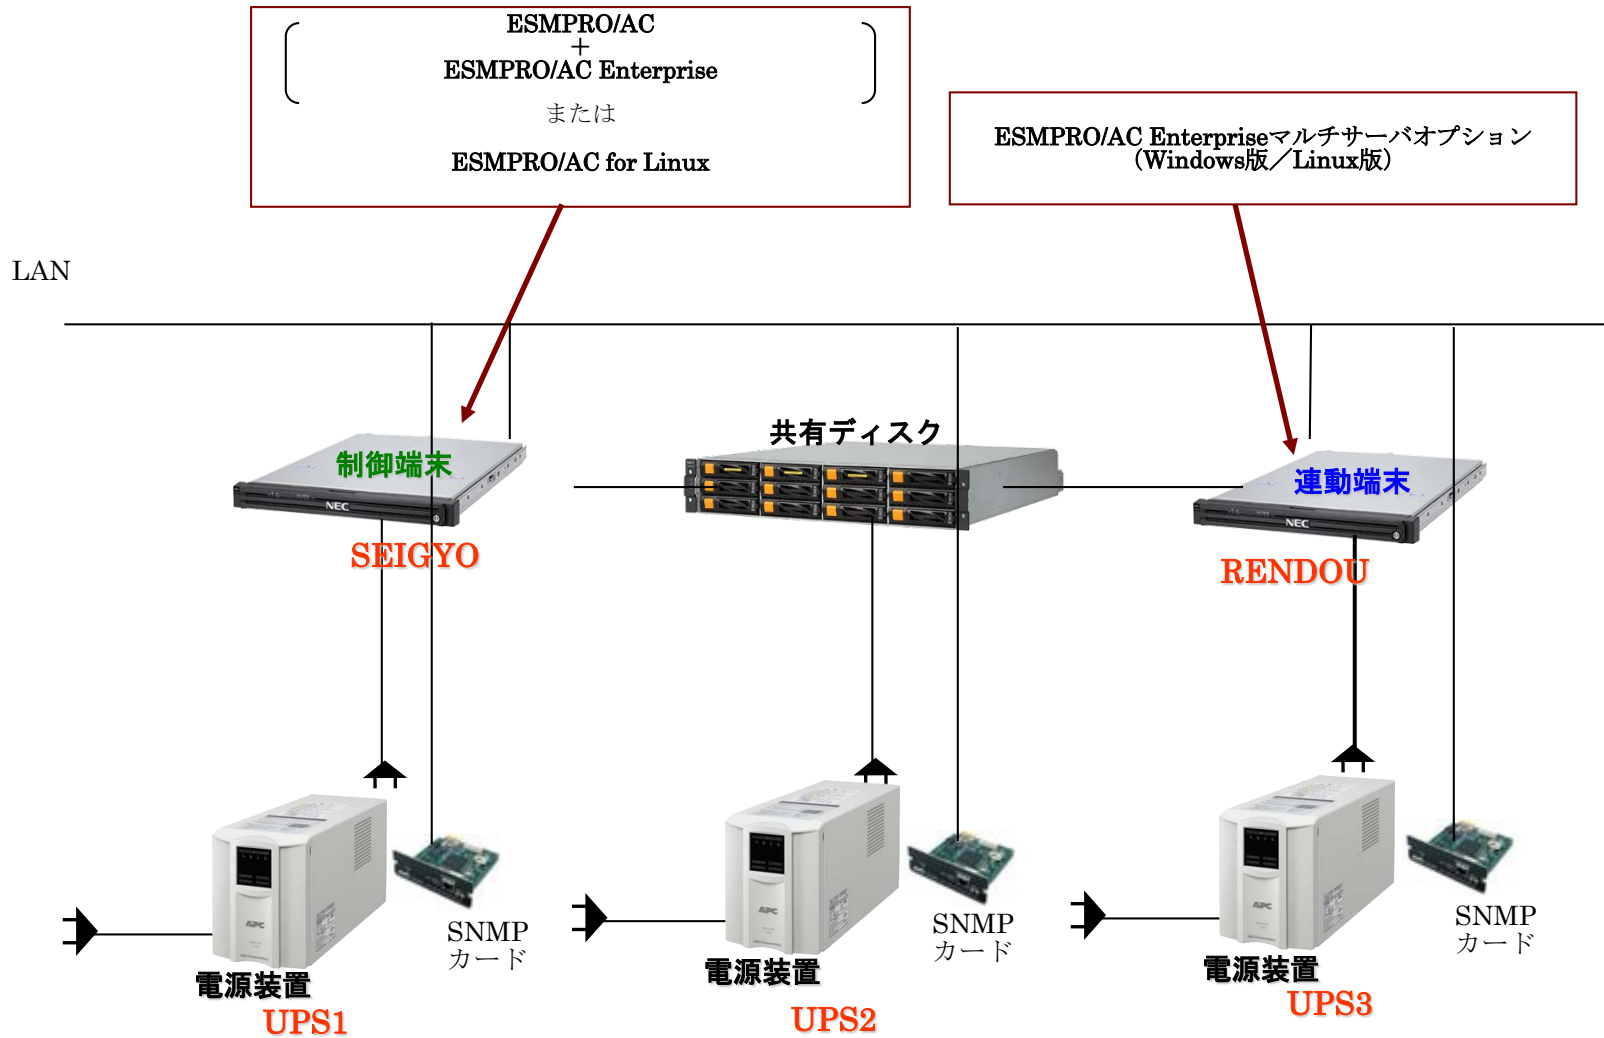 ESMPRO/AC
＋
ESMPRO/AC Enterprise
または
ESMPRO/AC for Linux
ESMPRO/AC Enterpriseマルチサーバオプション
（Windows版／Linux版）
LAN
制御端末
NEC
SEIGYO
共有ディスク
連動端末
NEC
RENDOU
APC
SNMP
カード
電源装置
UPS1
APC
SNMP
カード
電源装置
UPS2
APC
SNMP
カード
電源装置
UPS3